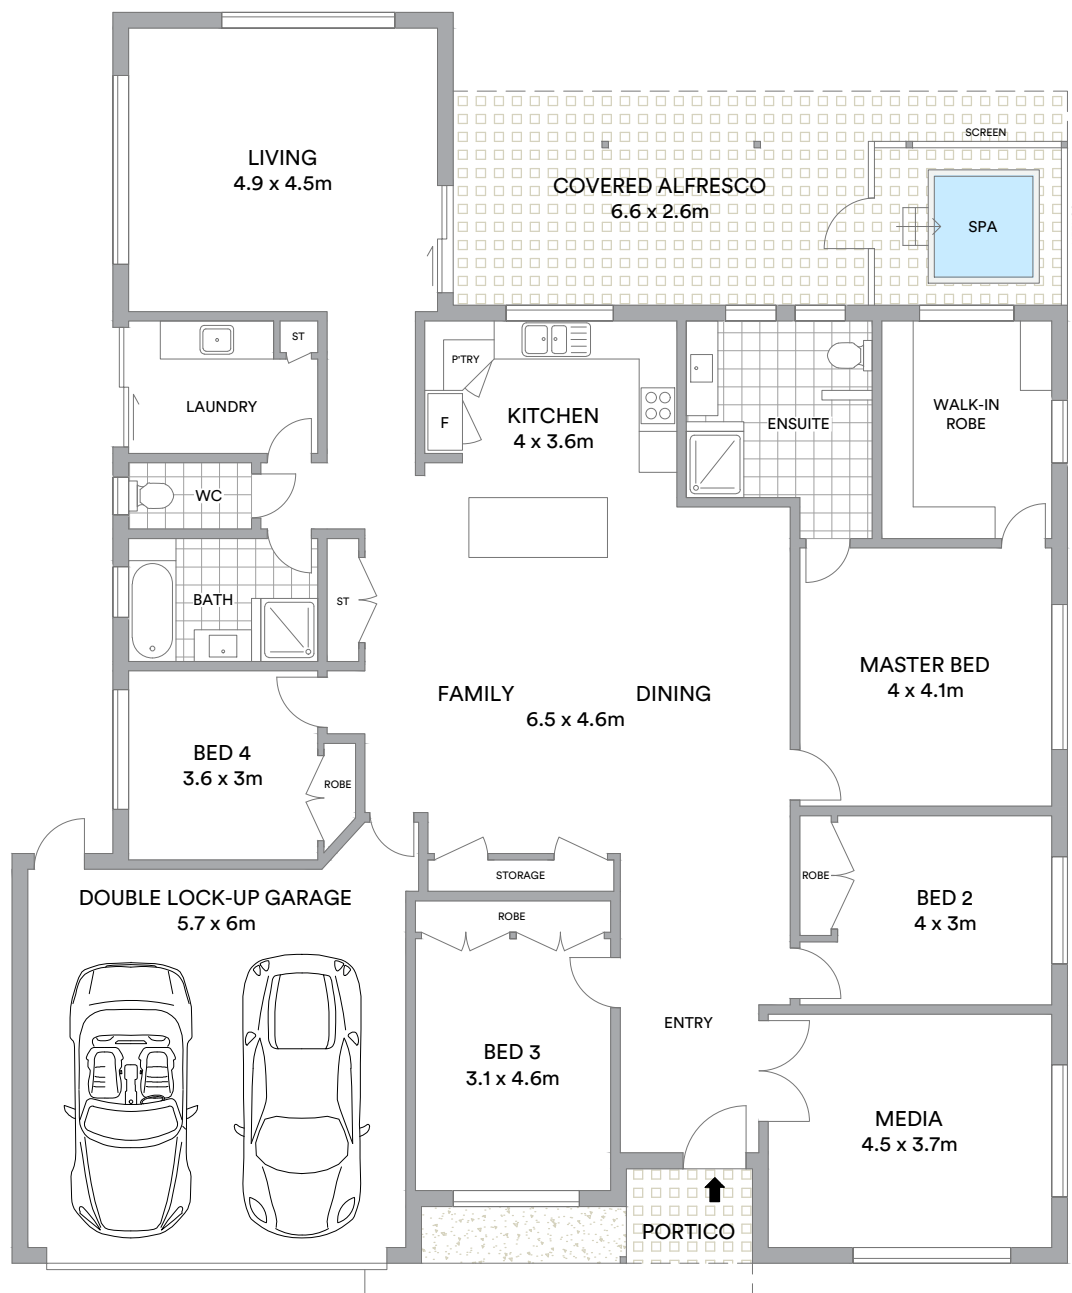 SCREEN
LIVING
4.9 x 4.5m
COVERED ALFRESCO
6.6 x 2.6m
SPA
ST
P'TRY
LAUNDRY
F
KITCHEN
4 x 3.6m
ENSUITE
WALK-IN
ROBE
WC
BATH
ST
FAMILY
DINING
6.5 x 4.6m
MASTER BED
4 x 4.1m
BED 4
3.6 x 3m
ROBE
STORAGE
ROBE
DOUBLE LOCK-UP GARAGE
5.7 x 6m
BED 2
4 x 3m
ROBE
ENTRY
BED 3
3.1 x 4.6m
MEDIA
4.5 x 3.7m
PORTICO